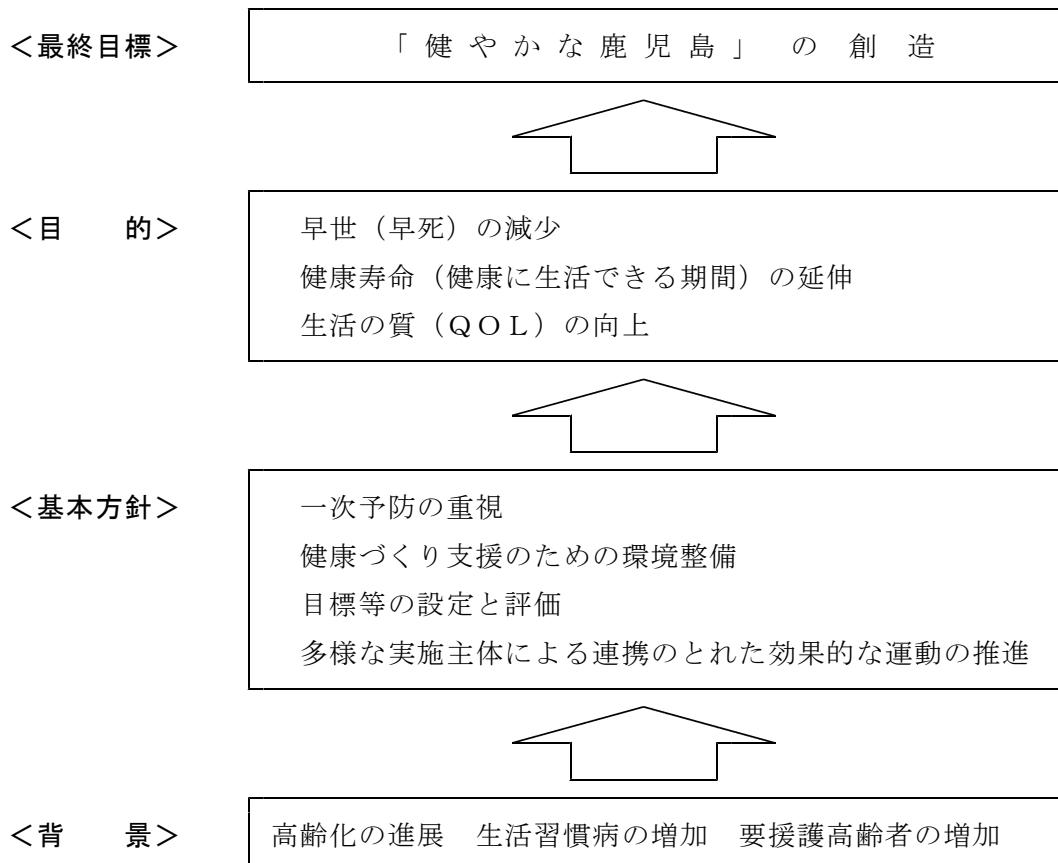 ＜最終目標＞
「健やかな鹿児島」の創造
＜目　　的＞
早世（早死）の減少
健康寿命（健康に生活できる期間）の延伸
生活の質（ＱＯＬ）の向上
＜基本方針＞
一次予防の重視
健康づくり支援のための環境整備
目標等の設定と評価
多様な実施主体による連携のとれた効果的な運動の推進
＜背　　景＞
高齢化の進展　生活習慣病の増加　要援護高齢者の増加